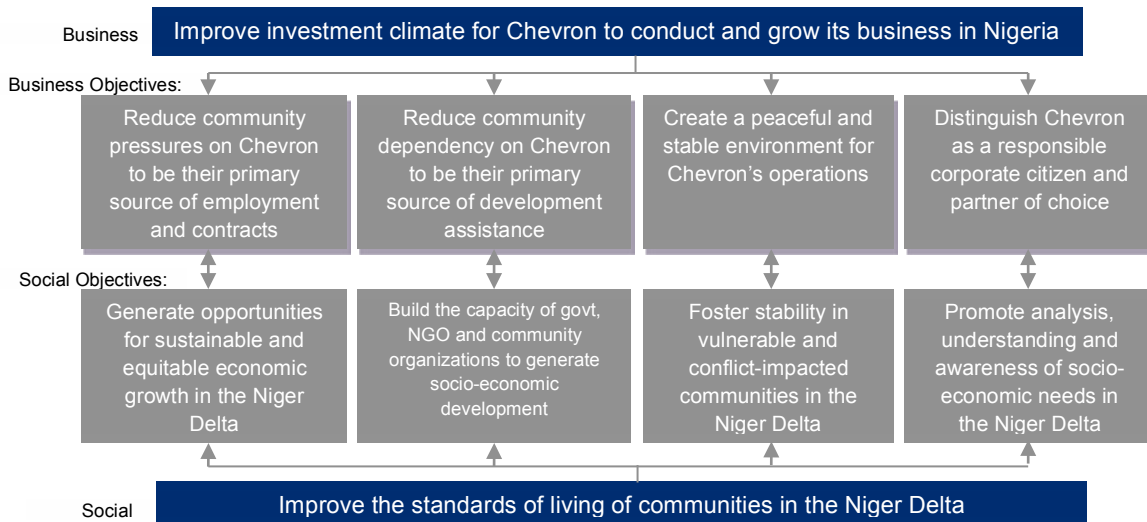 Business
Improve investment climate for Chevron to conduct and grow its business in Nigeria
Business Objectives:
Reduce community
pressures on Chevron
to be their primary
source of employment
and contracts
Reduce community
dependency on Chevron
to be their primary
source of development
assistance
Create a peaceful and
stable environment for
Chevron's operations
Distinguish Chevron
as a responsible
corporate citizen and
partner of choice
Social Objectives:
Generate opportunities
for sustainable and
equitable economic
growth in the Niger
Delta
Build the capacity of govt,
NGO and community
organizations to generate
socio-economic
development
Foster stability in
vulnerable and
conflict-impacted
communities in the
Niger Delta
Promote analysis,
understanding and
awareness of socio-
economic needs in
the Niger Delta
Social
Improve the standards of living of communities in the Niger Delta